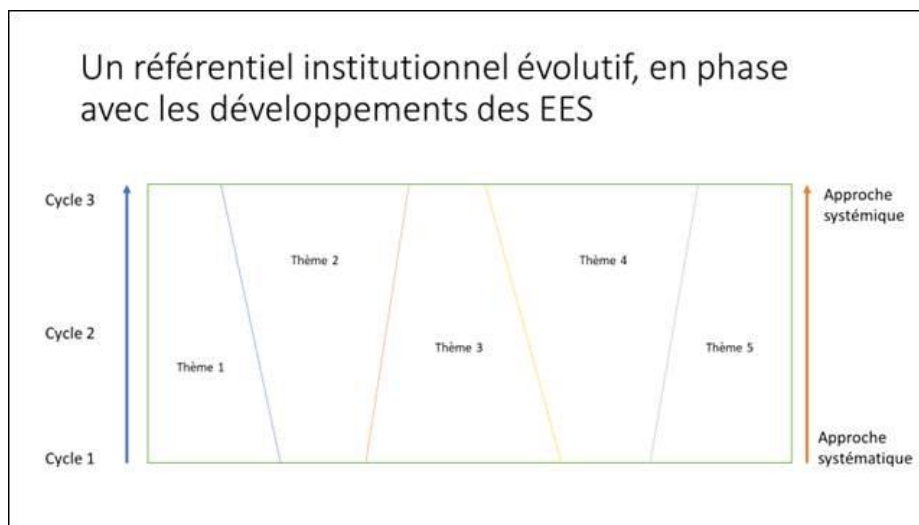 Un référentiel institutionnel évolutif, en phase
avec les développements des EES
Cycle 3
Approche
systémique
Thème 2
Thème 4
Cycle 2
Thème 3
Thème 5
Thème 1
Cycle 1
Approche
systématique